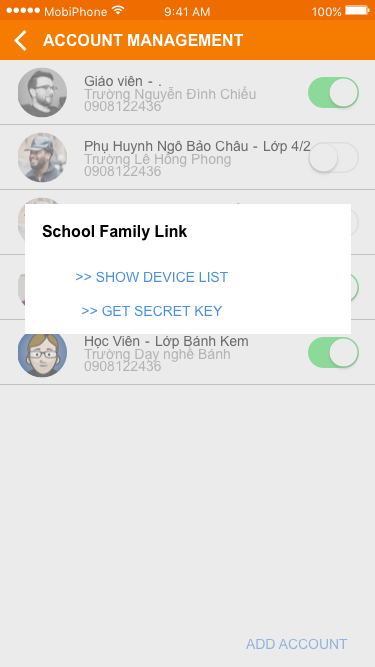 MobiPhone 9:41 AM 100%
ACCOUNT MANAGEMENT
Giáo viên - .
Trường Nguyễn Đình Chiểu
0908122436
Phụ Huynh Ngô Bảo Châu - Lớp 4/2
Trường Lê Hồng Phong
0908122436
School Family Link
>> SHOW DEVICE LIST
>> GET SECRET KEY
Học Viên - Lớp Bánh Kem
Trường Dạy nghề Bánh
0908122436
ADD ACCOUNT